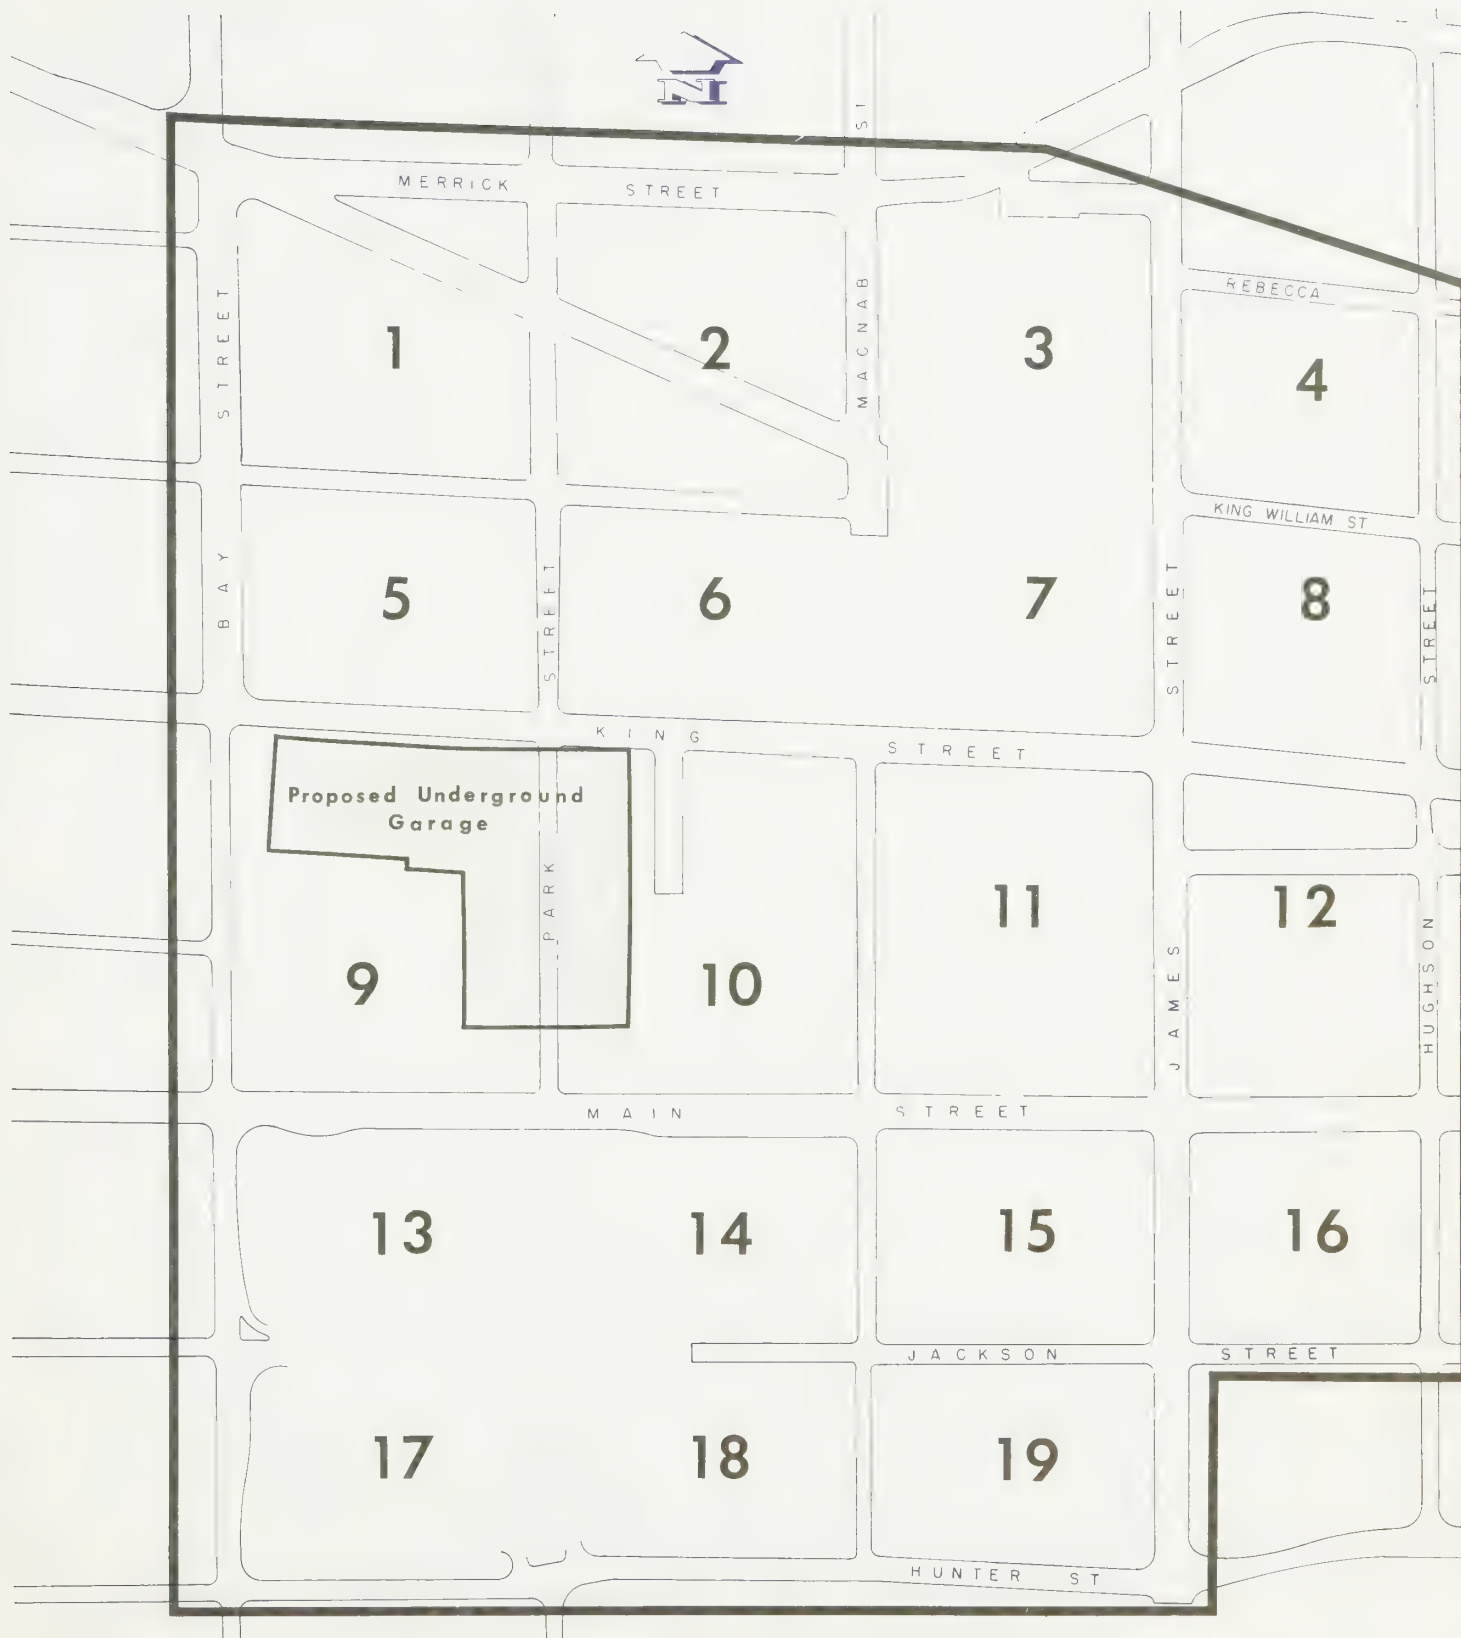 N
ST
MERRICK STREET
REBECCA
MACNAB
STREET
1
2
3
4
KING WILLIAM ST
BAY
STREET
STREET
STREET
5
6
7
8
KING STREET
Proposed Underground
Garage
PARK
11
12
9
10
JAMES
HUGHSON
MAIN STREET
13
14
15
16
JACKSON STREET
17
18
19
HUNTER ST